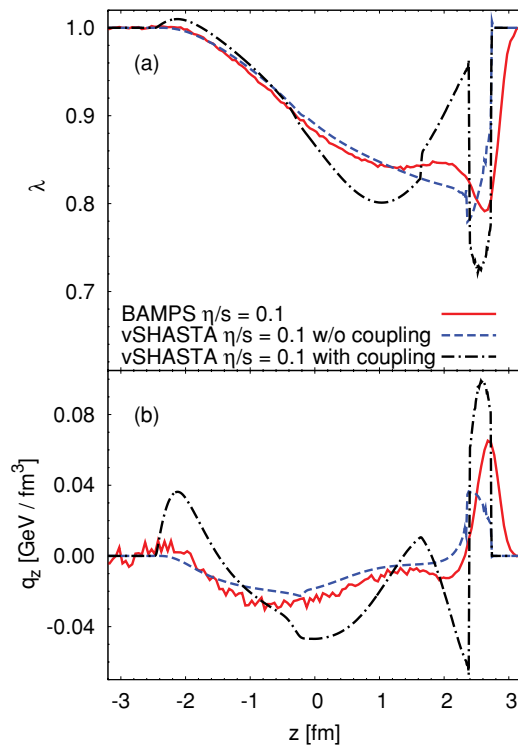 1.0
(a)
0.9
λ
0.8
0.7
BAMPS η/s = 0.1
vSHASTA η/s = 0.1 w/o coupling
vSHASTA η/s = 0.1 with coupling
(b)
0.08
0.04
q_z [GeV / fm³]
0.00
-0.04
-3 -2 -1 0 1 2 3
z [fm]